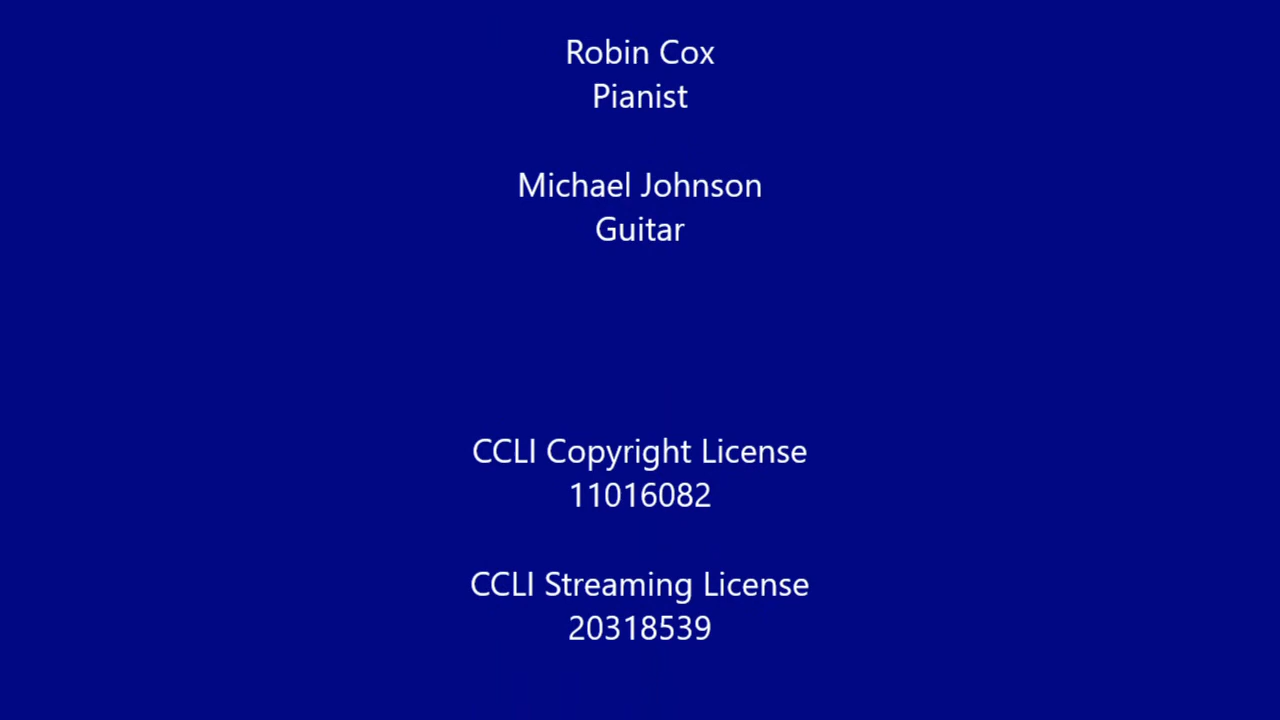 Robin Cox
Pianist
Michael Johnson
Guitar
CCLI Copyright License
11016082
CCLI Streaming License
20318539